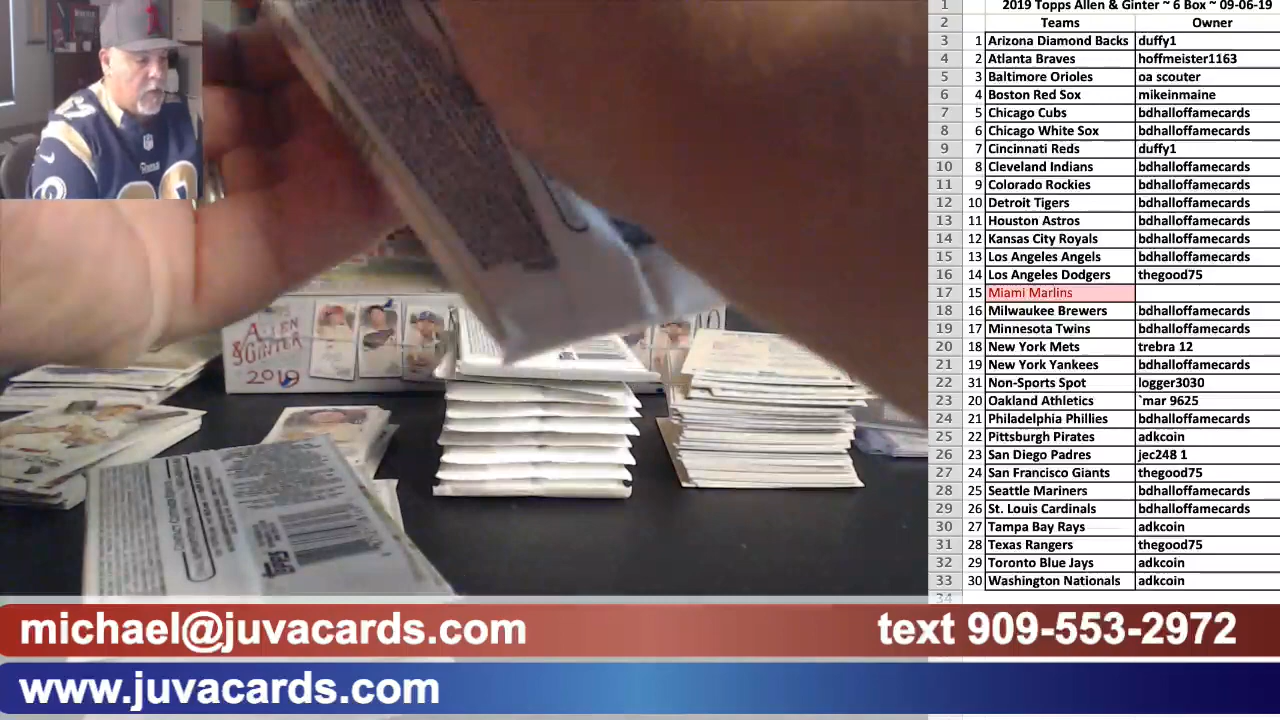 1 2019 Topps Allen & Ginter ~ 6 Box ~ 09-06-19
2 Teams Owner
3 1 Arizona Diamond Backs duffy1
4 2 Atlanta Braves hoffmeister1163
5 3 Baltimore Orioles oa scouter
6 4 Boston Red Sox mikeinmaine
7 5 Chicago Cubs bdhalloffamecards
8 6 Chicago White Sox bdhalloffamecards
9 7 Cincinnati Reds duffy1
10 8 Cleveland Indians bdhalloffamecards
11 9 Colorado Rockies bdhalloffamecards
12 10 Detroit Tigers bdhalloffamecards
13 11 Houston Astros bdhalloffamecards
14 12 Kansas City Royals bdhalloffamecards
15 13 Los Angeles Angels bdhalloffamecards
16 14 Los Angeles Dodgers thegood75
17 15 Miami Marlins
18 16 Milwaukee Brewers bdhalloffamecards
19 17 Minnesota Twins bdhalloffamecards
20 18 New York Mets trebra 12
21 19 New York Yankees bdhalloffamecards
22 31 Non-Sports Spot logger3030
23 20 Oakland Athletics `mar 9625
24 21 Philadelphia Phillies bdhalloffamecards
25 22 Pittsburgh Pirates adkcoin
26 23 San Diego Padres jec248 1
27 24 San Francisco Giants thegood75
28 25 Seattle Mariners bdhalloffamecards
29 26 St. Louis Cardinals bdhalloffamecards
30 27 Tampa Bay Rays adkcoin
31 28 Texas Rangers thegood75
32 29 Toronto Blue Jays adkcoin
33 30 Washington Nationals adkcoin
34
ALLEN
& GINTER
2019
michael@juvacards.com
text 909-553-2972
www.juvacards.com